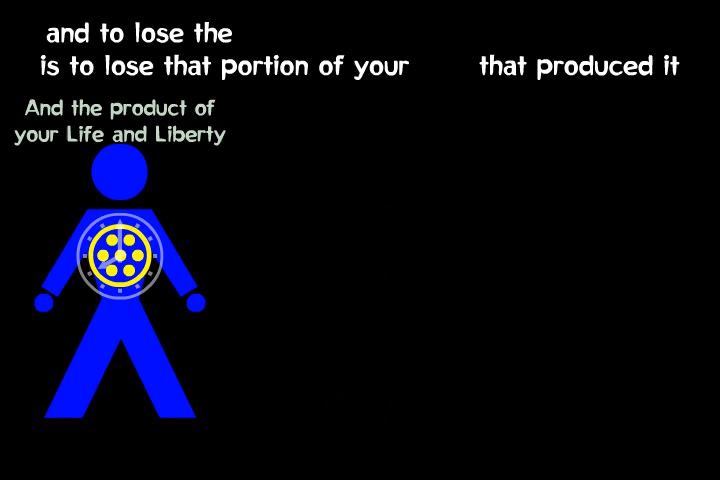 and to lose the
is to lose that portion of your that produced it
And the product of
your Life and Liberty